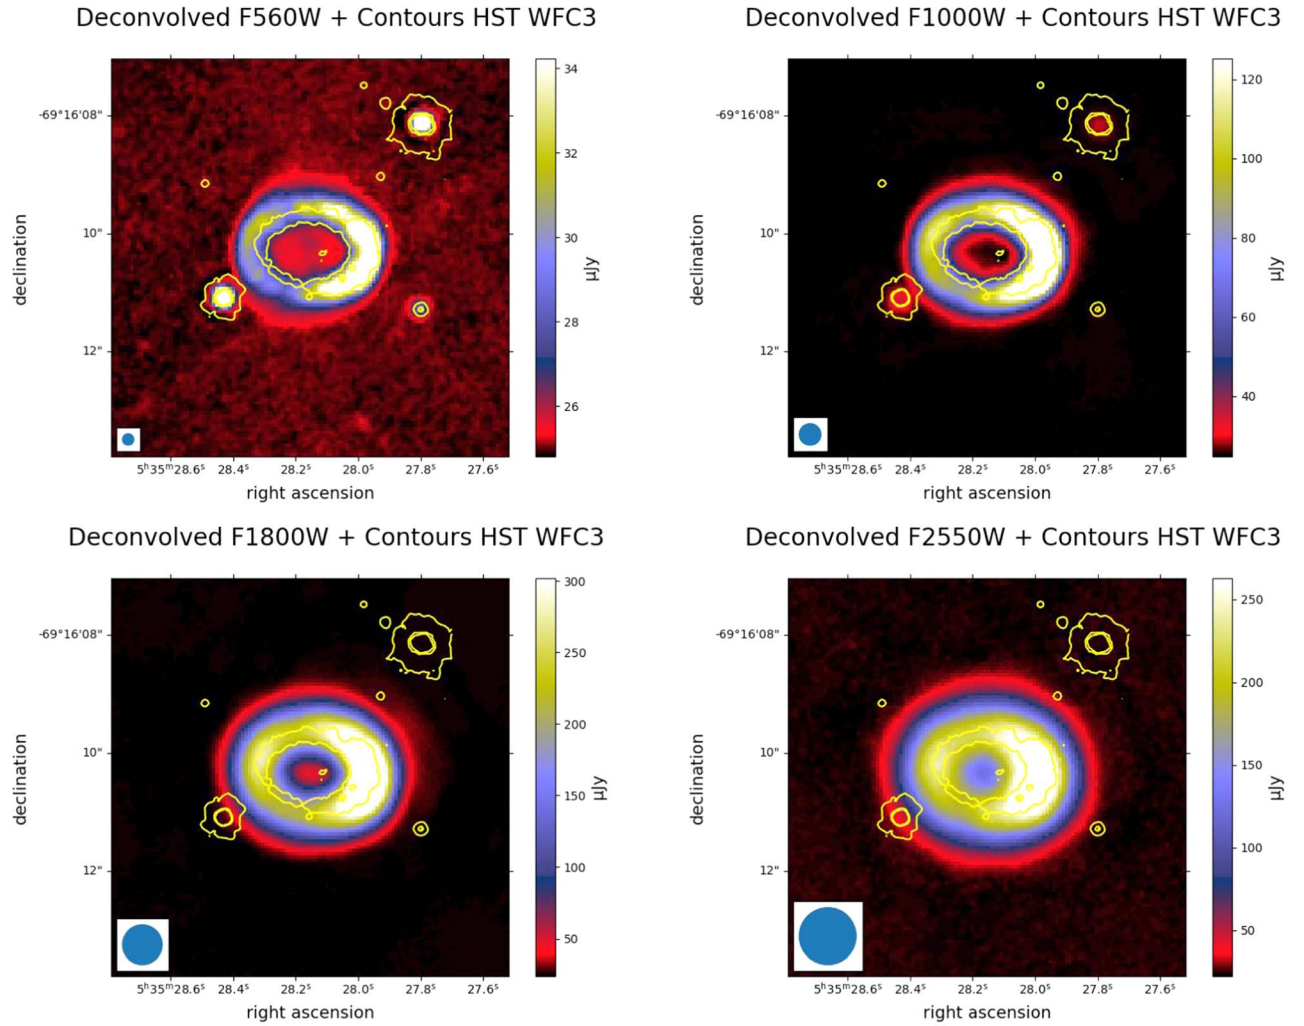 Deconvolved F560W + Contours HST WFC3
Deconvolved F1000W + Contours HST WFC3
-69°16'08"
10"
12"
declination
5ʰ35ᵐ28.6ˢ 28.4ˢ 28.2ˢ 28.0ˢ 27.8ˢ 27.6ˢ
right ascension
34
32
30
28
26
μJy
-69°16'08"
10"
12"
declination
5ʰ35ᵐ28.6ˢ 28.4ˢ 28.2ˢ 28.0ˢ 27.8ˢ 27.6ˢ
right ascension
120
100
80
60
40
μJy
Deconvolved F1800W + Contours HST WFC3
Deconvolved F2550W + Contours HST WFC3
-69°16'08"
10"
12"
declination
5ʰ35ᵐ28.6ˢ 28.4ˢ 28.2ˢ 28.0ˢ 27.8ˢ 27.6ˢ
right ascension
300
250
200
150
100
50
μJy
-69°16'08"
10"
12"
declination
5ʰ35ᵐ28.6ˢ 28.4ˢ 28.2ˢ 28.0ˢ 27.8ˢ 27.6ˢ
right ascension
250
200
150
100
50
μJy